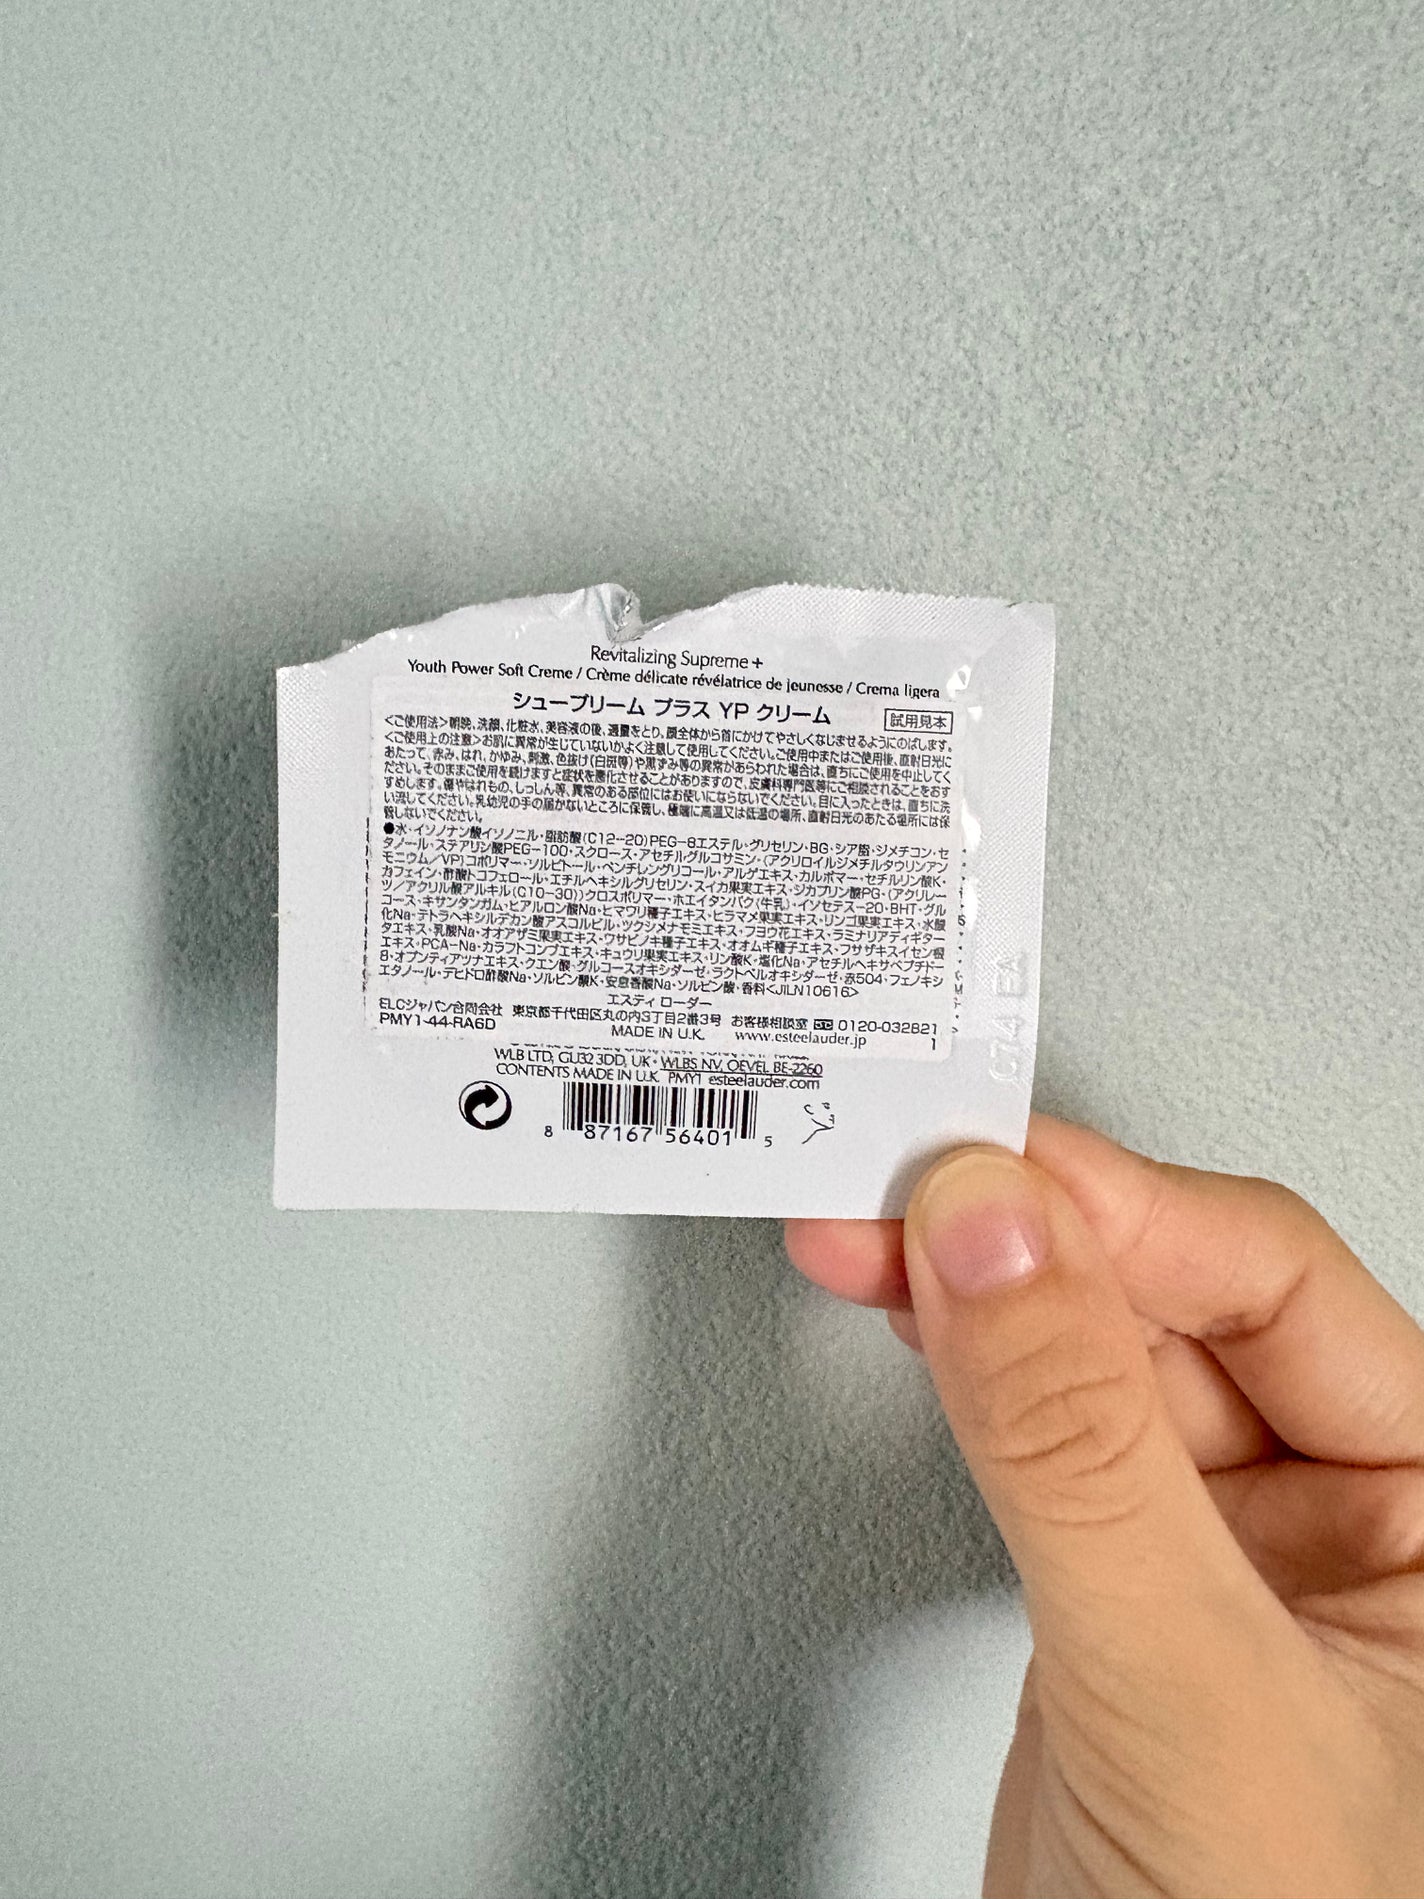 Revitalizing Supreme +
Youth Power Soft Creme / Crème délicate révélatrice de jeunesse / Crema ligera
シュープリーム プラス YP クリーム
試用見本
<ご使用法>朝晩、洗顔、化粧水、美容液の後、適量をとり、顔全体から首にかけてやさしくなじませるようにのばします。
<ご使用上の注意>お肌に異常が生じていないかよく注意して使用してください。ご使用中またはご使用後、直射日光に
あたって、赤み、はれ、かゆみ、刺激、色抜け(白斑等)や黒ずみ等の異常があらわれた場合は、直ちにご使用を中止してく
ださい。そのままご使用を続けますと症状を悪化させることがありますので、皮膚科専門医等にご相談されることをおす
すめします。傷やはれもの、しっしん等、異常のある部位にはお使いにならないでください。目に入ったときは、直ちに洗
い流してください。乳幼児の手の届かないところに保管し、極端に高温又は低温の場所、直射日光のあたる場所には保
管しないでください。
●水・イソノナン酸イソノニル・脂肪酸(C12-20)PEG-8エステル・グリセリン・BG・シア脂・ジメチコン・セ
タノール・ステアリン酸PEG-100・スクロース・アセチルグルコサミン・(アクリロイルジメチルタウリンアン
モニウム/VP)コポリマー・ソルビトール・ペンチレングリコール・アルゲエキス・カルボマー・セチルリン酸K・
カフェイン・酢酸トコフェロール・エチルヘキシルグリセリン・スイカ果実エキス・ジカプリン酸PG・(アクリレー
ツ/アクリル酸アルキル(C10-30))クロスポリマー・ホエイタンパク(牛乳)・イソセテス-20・BHT・グル
コース・キサンタンガム・ヒアルロン酸Na・ヒマワリ種子エキス・ヒラマメ果実エキス・リンゴ果実エキス・水酸
化Na・テトラヘキシルデカン酸アスコルビル・ツクシメナモミエキス・フヨウ花エキス・ラミナリアディギター
タエキス・乳酸Na・オオアザミ果実エキス・ワサビノキ種子エキス・オオムギ種子エキス・フサザキスイセン根
エキス・PCA-Na・カラフトコンブエキス・キュウリ果実エキス・リン酸K・塩化Na・アセチルヘキサペプチド-
8・オプンティアツナエキス・クエン酸・グルコースオキシダーゼ・ラクトペルオキシダーゼ・赤504・フェノキシ
エタノール・デヒドロ酢酸Na・ソルビン酸K・安息香酸Na・ソルビン酸・香料<JILN10616>
エスティ ローダー
ELCジャパン合同会社 東京都千代田区丸の内3丁目2番3号 お客様相談室 0120-032821
PMY1-44-RA6D MADE IN U.K. www.esteelauder.jp 1
WLB LTD, GU32 3DD, UK • WLBS NV, OEVEL BE-2260
CONTENTS MADE IN U.K. PMY1 esteelauder.com
8 87167 56401 5